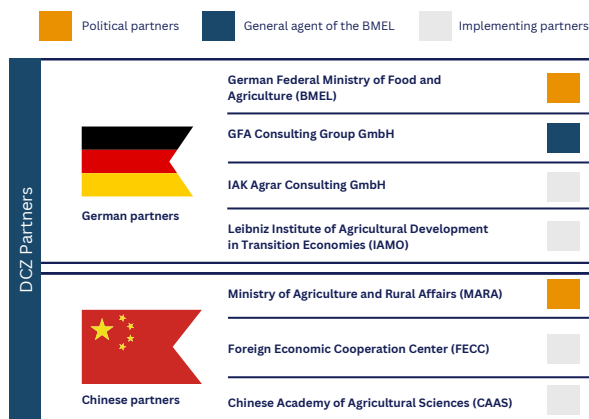 Political partners
General agent of the BMEL
Implementing partners
DCZ Partners
German Federal Ministry of Food and
Agriculture (BMEL)
GFA Consulting Group GmbH
IAK Agrar Consulting GmbH
German partners
Leibniz Institute of Agricultural Development
in Transition Economies (IAMO)
Ministry of Agriculture and Rural Affairs (MARA)
Foreign Economic Cooperation Center (FECC)
Chinese partners
Chinese Academy of Agricultural Sciences (CAAS)